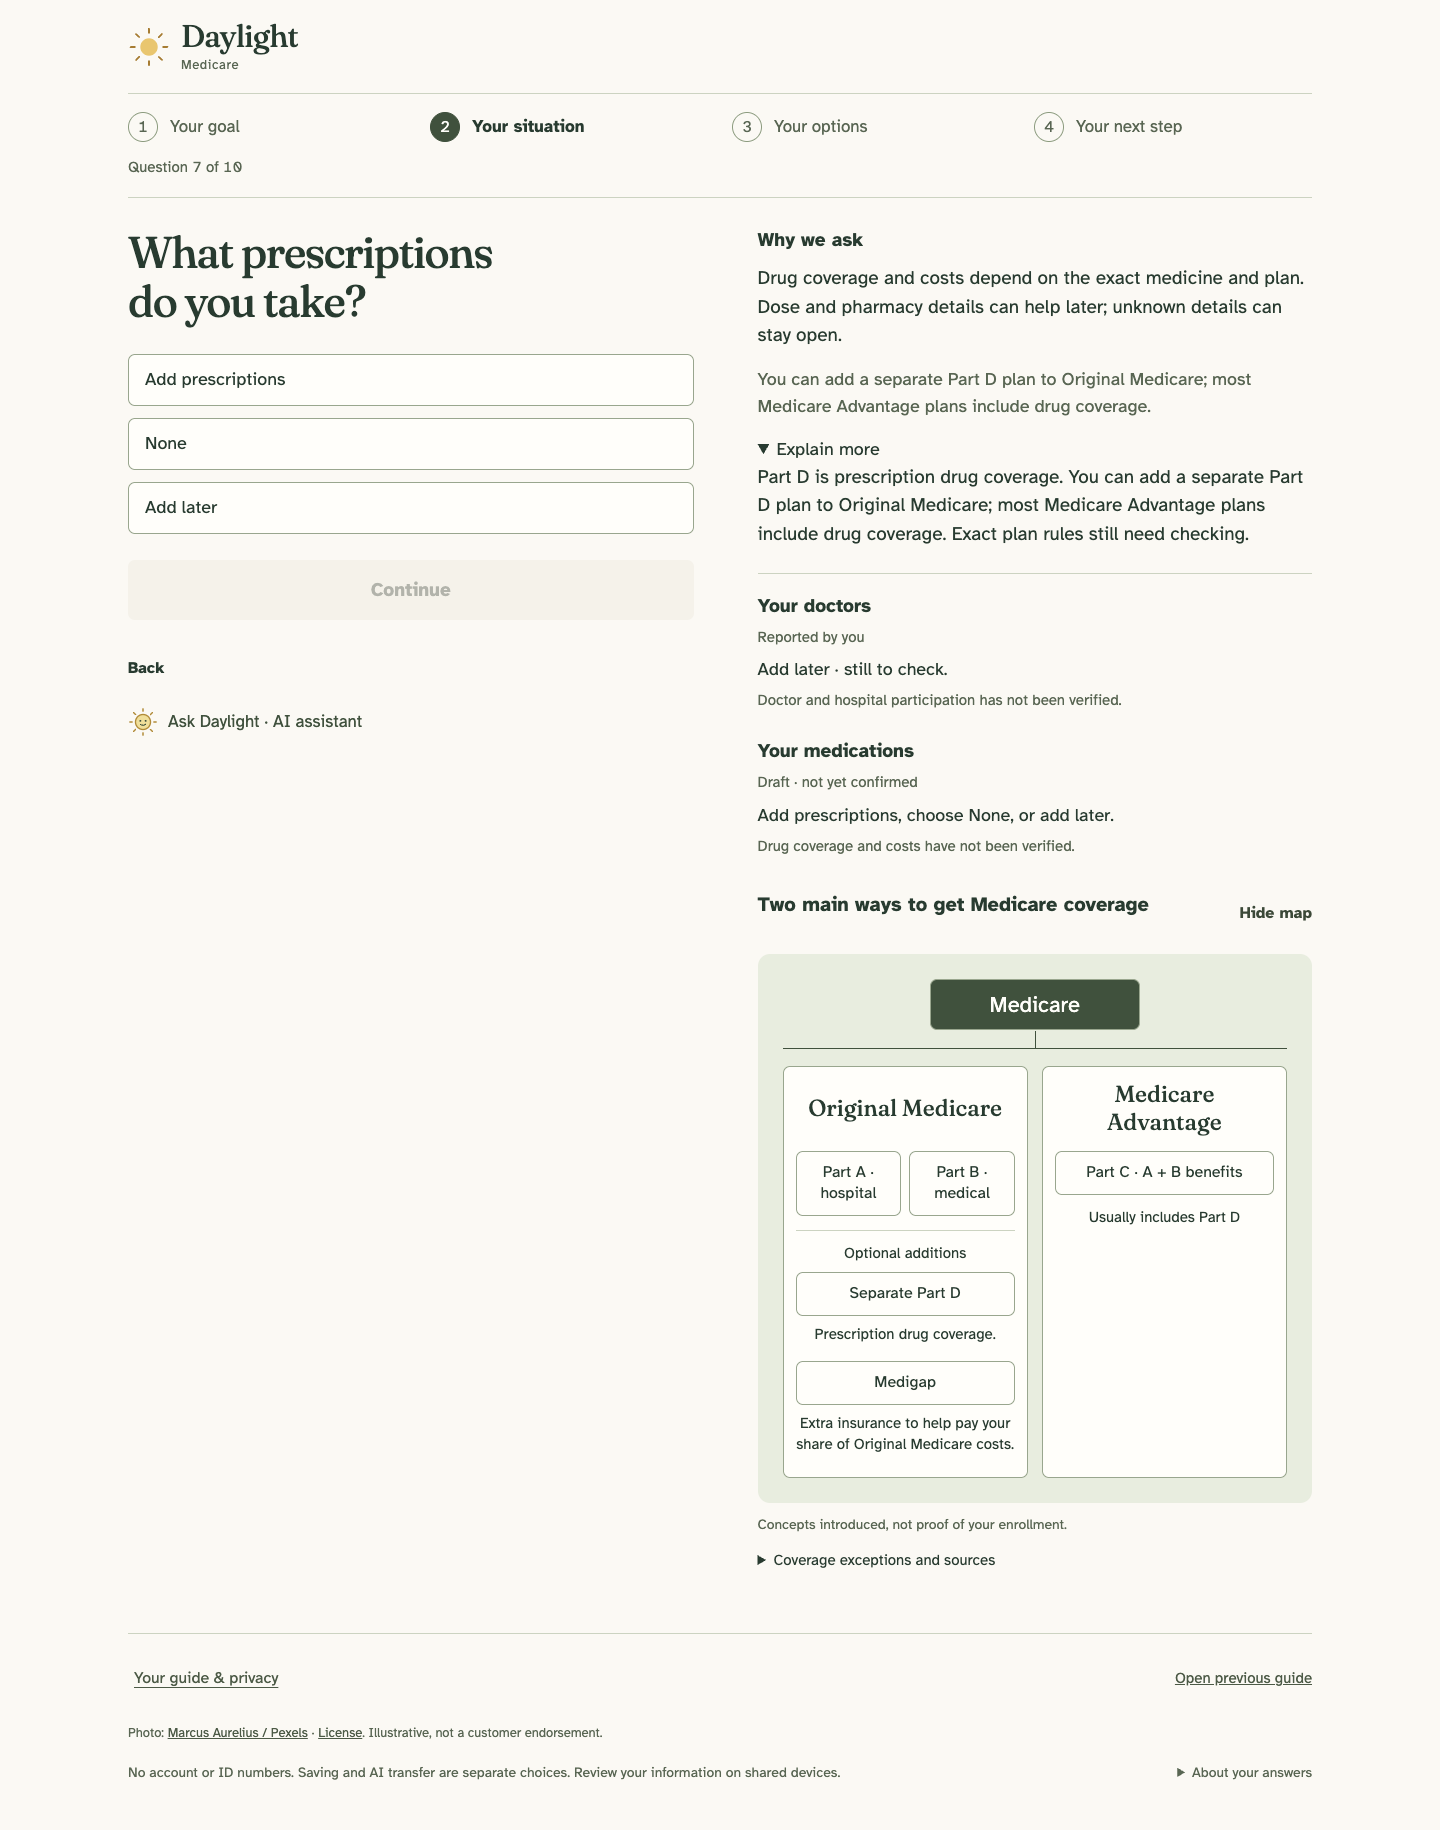 Daylight
Medicare
1 Your goal
2 Your situation
3 Your options
4 Your next step
Question 7 of 10
What prescriptions
do you take?
Add prescriptions
None
Add later
Continue
Back
Ask Daylight · AI assistant
Why we ask
Drug coverage and costs depend on the exact medicine and plan.
Dose and pharmacy details can help later; unknown details can
stay open.
You can add a separate Part D plan to Original Medicare; most
Medicare Advantage plans include drug coverage.
▼ Explain more
Part D is prescription drug coverage. You can add a separate Part
D plan to Original Medicare; most Medicare Advantage plans
include drug coverage. Exact plan rules still need checking.
Your doctors
Reported by you
Add later · still to check.
Doctor and hospital participation has not been verified.
Your medications
Draft · not yet confirmed
Add prescriptions, choose None, or add later.
Drug coverage and costs have not been verified.
Two main ways to get Medicare coverage
Hide map
Medicare
Original Medicare
Part A ·
hospital
Part B ·
medical
Optional additions
Separate Part D
Prescription drug coverage.
Medigap
Extra insurance to help pay your
share of Original Medicare costs.
Medicare
Advantage
Part C · A + B benefits
Usually includes Part D
Concepts introduced, not proof of your enrollment.
▶ Coverage exceptions and sources
Your guide & privacy
Open previous guide
Photo: Marcus Aurelius / Pexels · License. Illustrative, not a customer endorsement.
No account or ID numbers. Saving and AI transfer are separate choices. Review your information on shared devices.
▶ About your answers